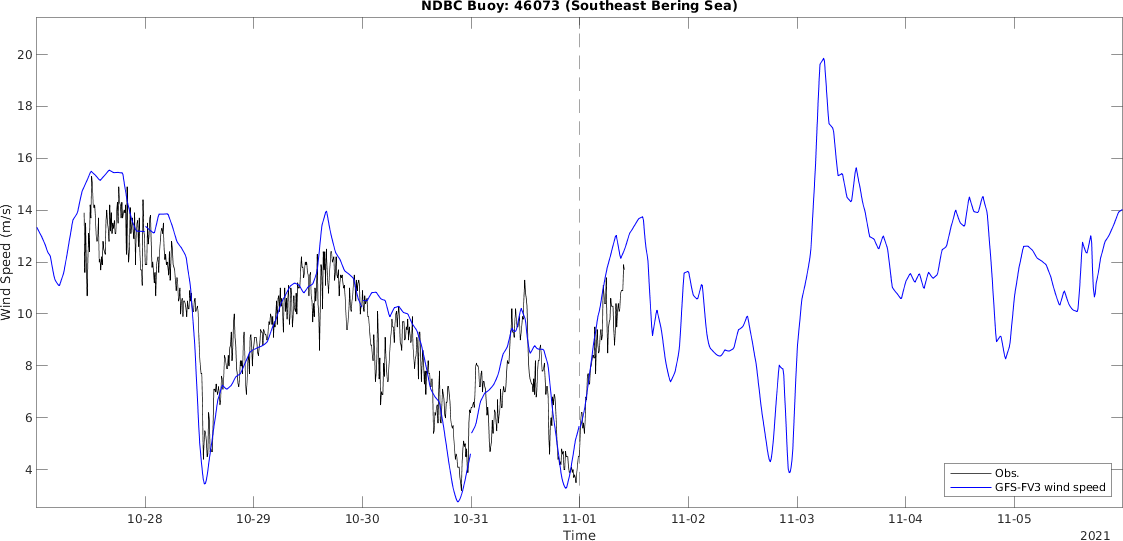 NDBC Buoy: 46073 (Southeast Bering Sea)
20
18
16
14
12
10
8
6
4
Wind Speed (m/s)
Obs.
GFS-FV3 wind speed
10-28 10-29 10-30 10-31 11-01 11-02 11-03 11-04 11-05
Time
2021